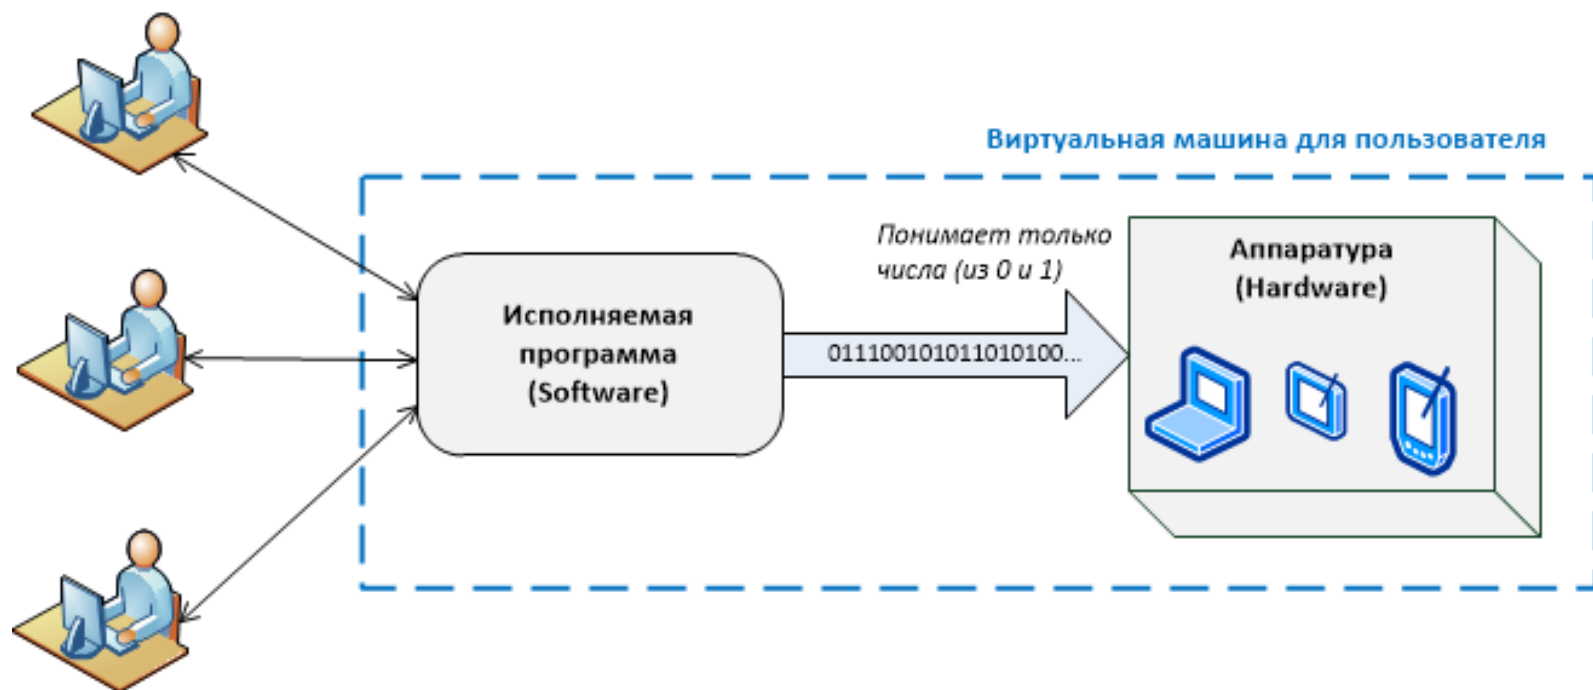 Виртуальная машина для пользователя
Понимает только
числа (из 0 и 1)
Аппаратура
(Hardware)
Исполняемая
программа
(Software)
011100101011010100...